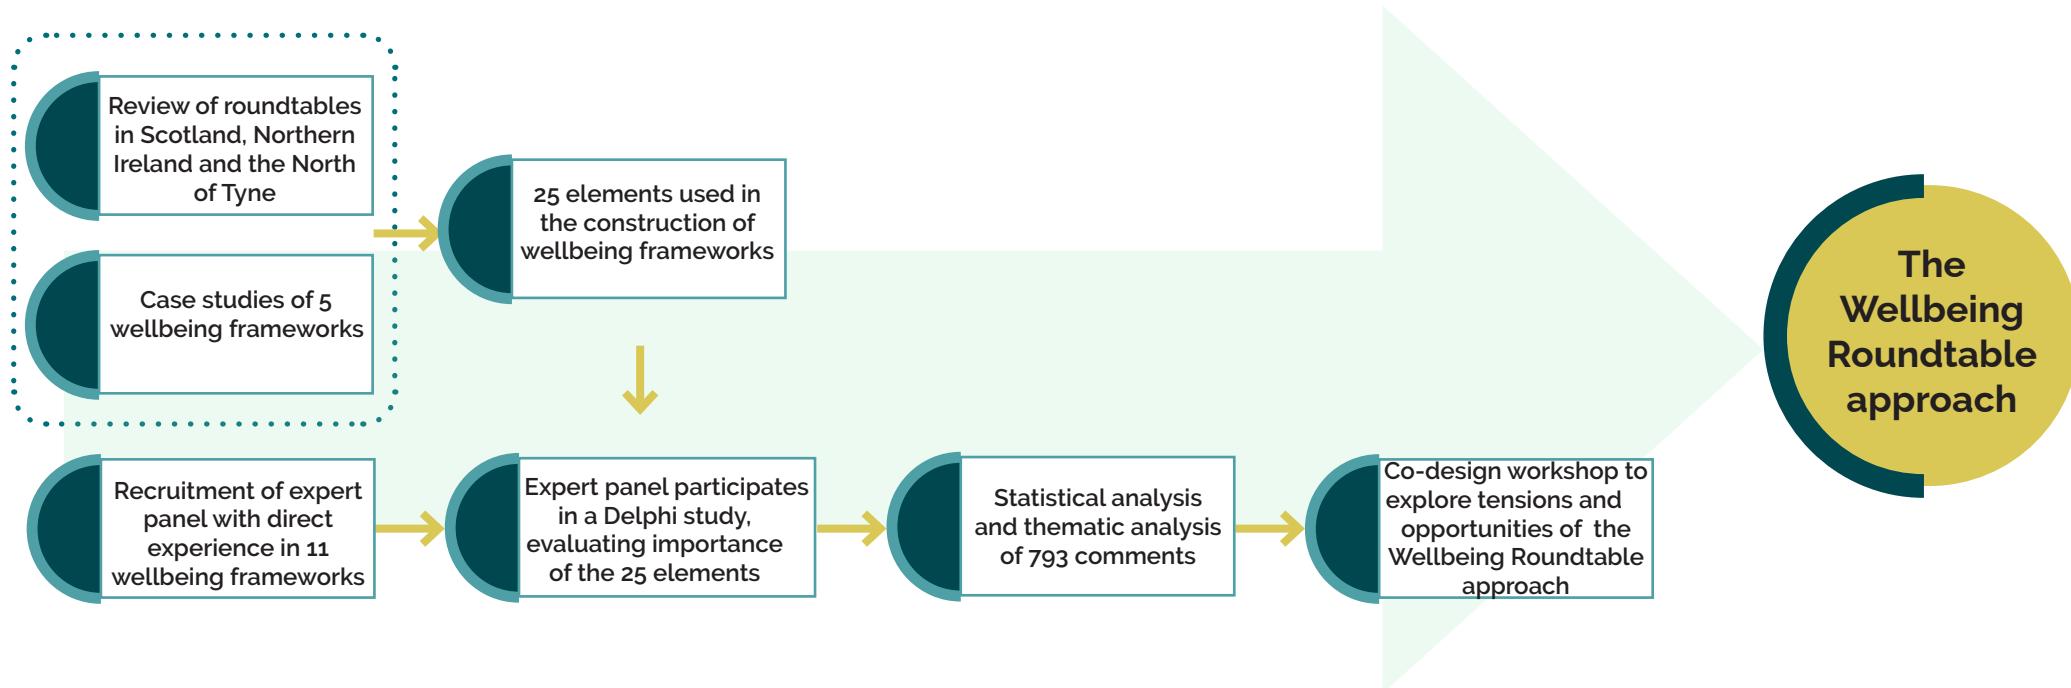 Review of roundtables
in Scotland, Northern
Ireland and the North
of Tyne
Case studies of 5
wellbeing frameworks
25 elements used in
the construction of
wellbeing frameworks
Recruitment of expert
panel with direct
experience in 11
wellbeing frameworks
Expert panel participates
in a Delphi study,
evaluating importance
of the 25 elements
Statistical analysis
and thematic analysis
of 793 comments
Co-design workshop to
explore tensions and
opportunities of the
Wellbeing Roundtable
approach
The
Wellbeing
Roundtable
approach